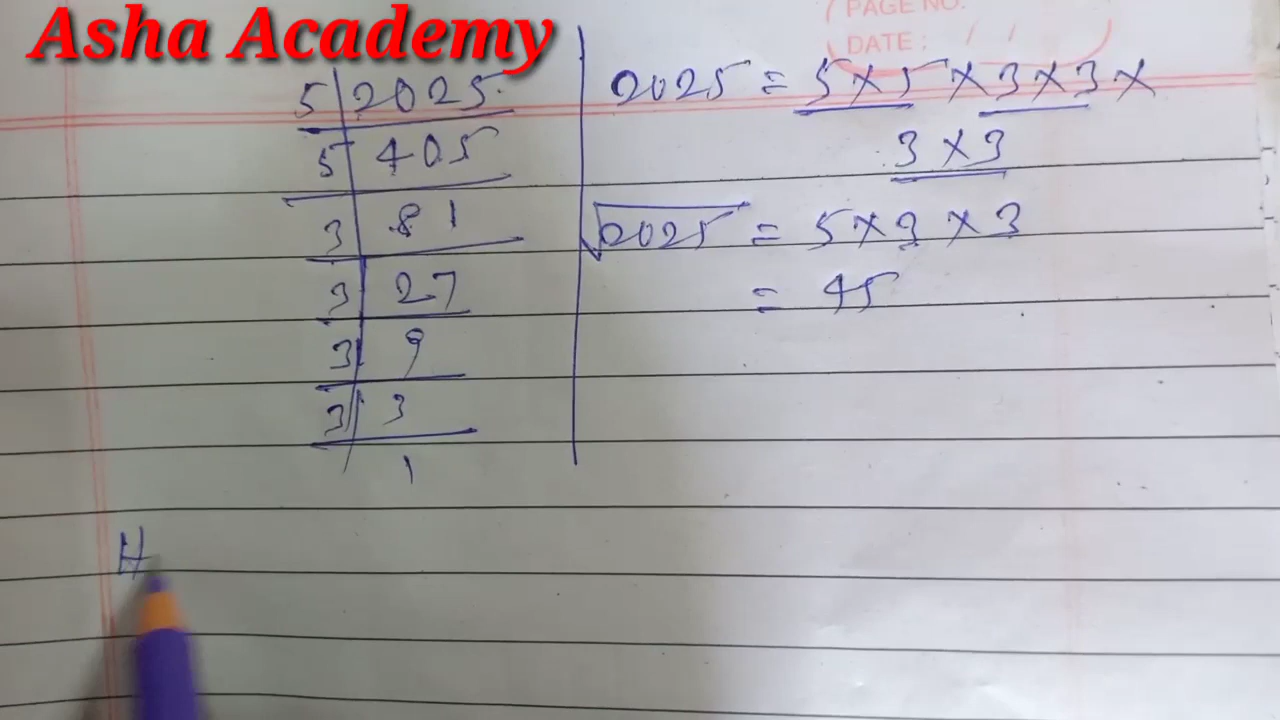 Asha Academy
PAGE NO.
DATE : / /
5 2025
5 405
3 81
3 27
3 9
3 3
1
2025 = 5 × 5 × 3 × 3 ×
3 × 3
√2025 = 5 × 3 × 3
= 45
H